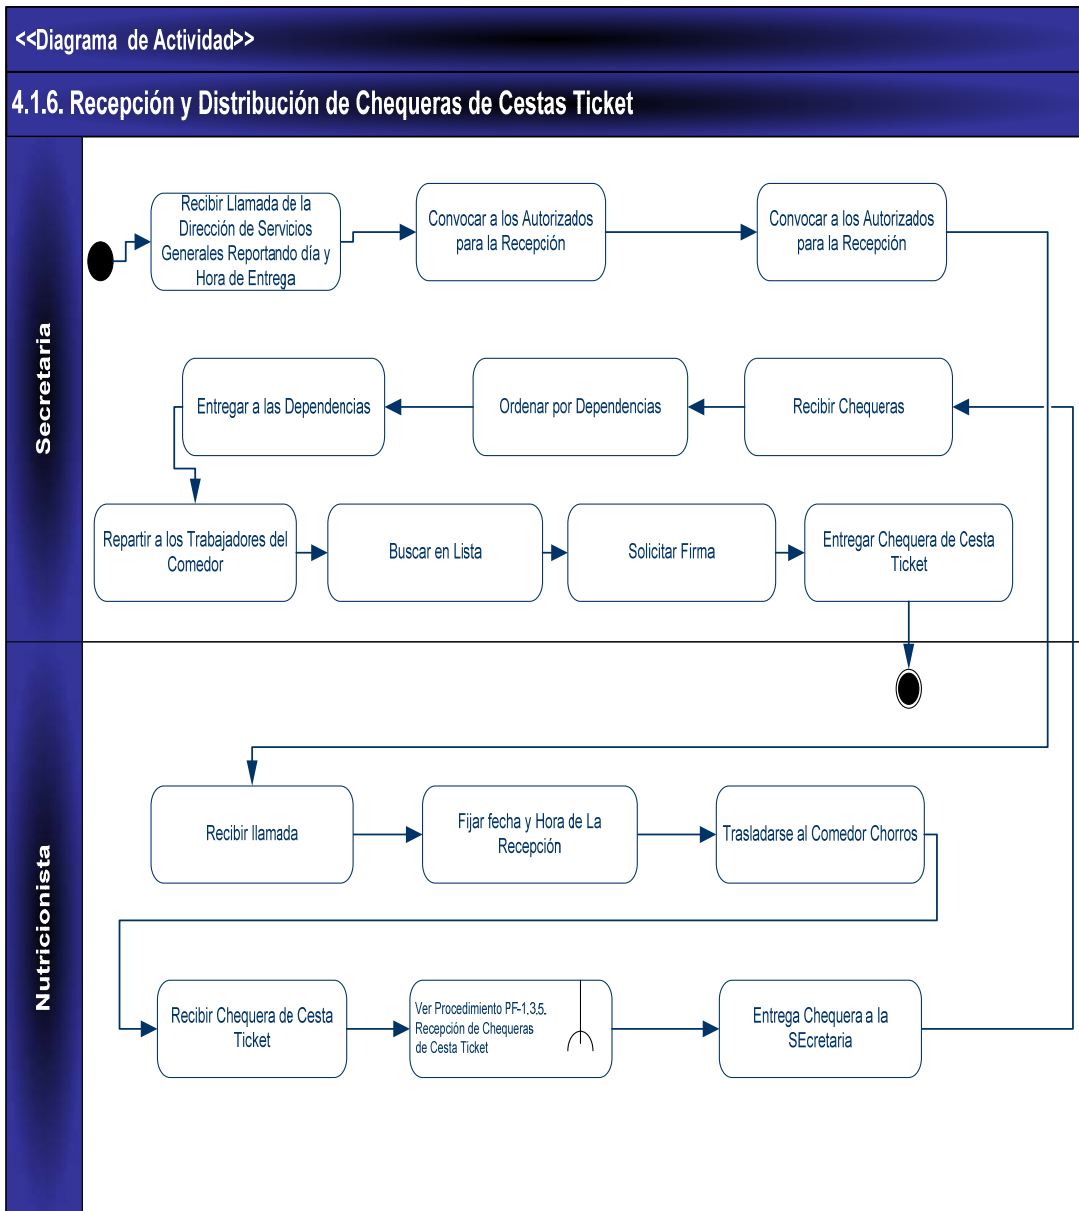 <<Diagrama de Actividad>>
4.1.6. Recepción y Distribución de Chequeras de Cestas Ticket
Secretaria
Recibir Llamada de la
Dirección de Servicios
Generales Reportando día y
Hora de Entrega
Convocar a los Autorizados
para la Recepción
Convocar a los Autorizados
para la Recepción
Entregar a las Dependencias
Ordenar por Dependencias
Recibir Chequeras
Repartir a los Trabajadores del
Comedor
Buscar en Lista
Solicitar Firma
Entregar Chequera de Cesta
Ticket
Nutricionista
Recibir llamada
Fijar fecha y Hora de La
Recepción
Trasladarse al Comedor Chorros
Recibir Chequera de Cesta
Ticket
Ver Procedimiento PF-1.3.5.
Recepción de Chequeras
de Cesta Ticket
Entrega Chequera a la
SEcretaria